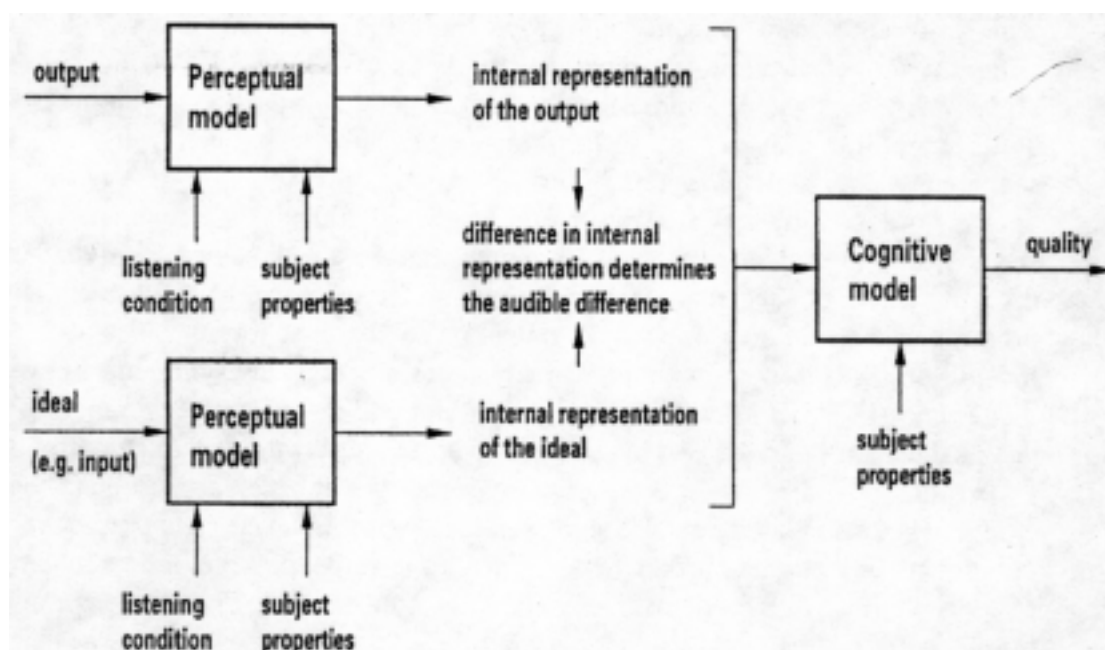 output
Perceptual
model
internal representation
of the output
listening
condition
subject
properties
difference in internal
representation determines
the audible difference
Cognitive
model
quality
subject
properties
ideal
(e.g. input)
Perceptual
model
internal representation
of the ideal
listening
condition
subject
properties